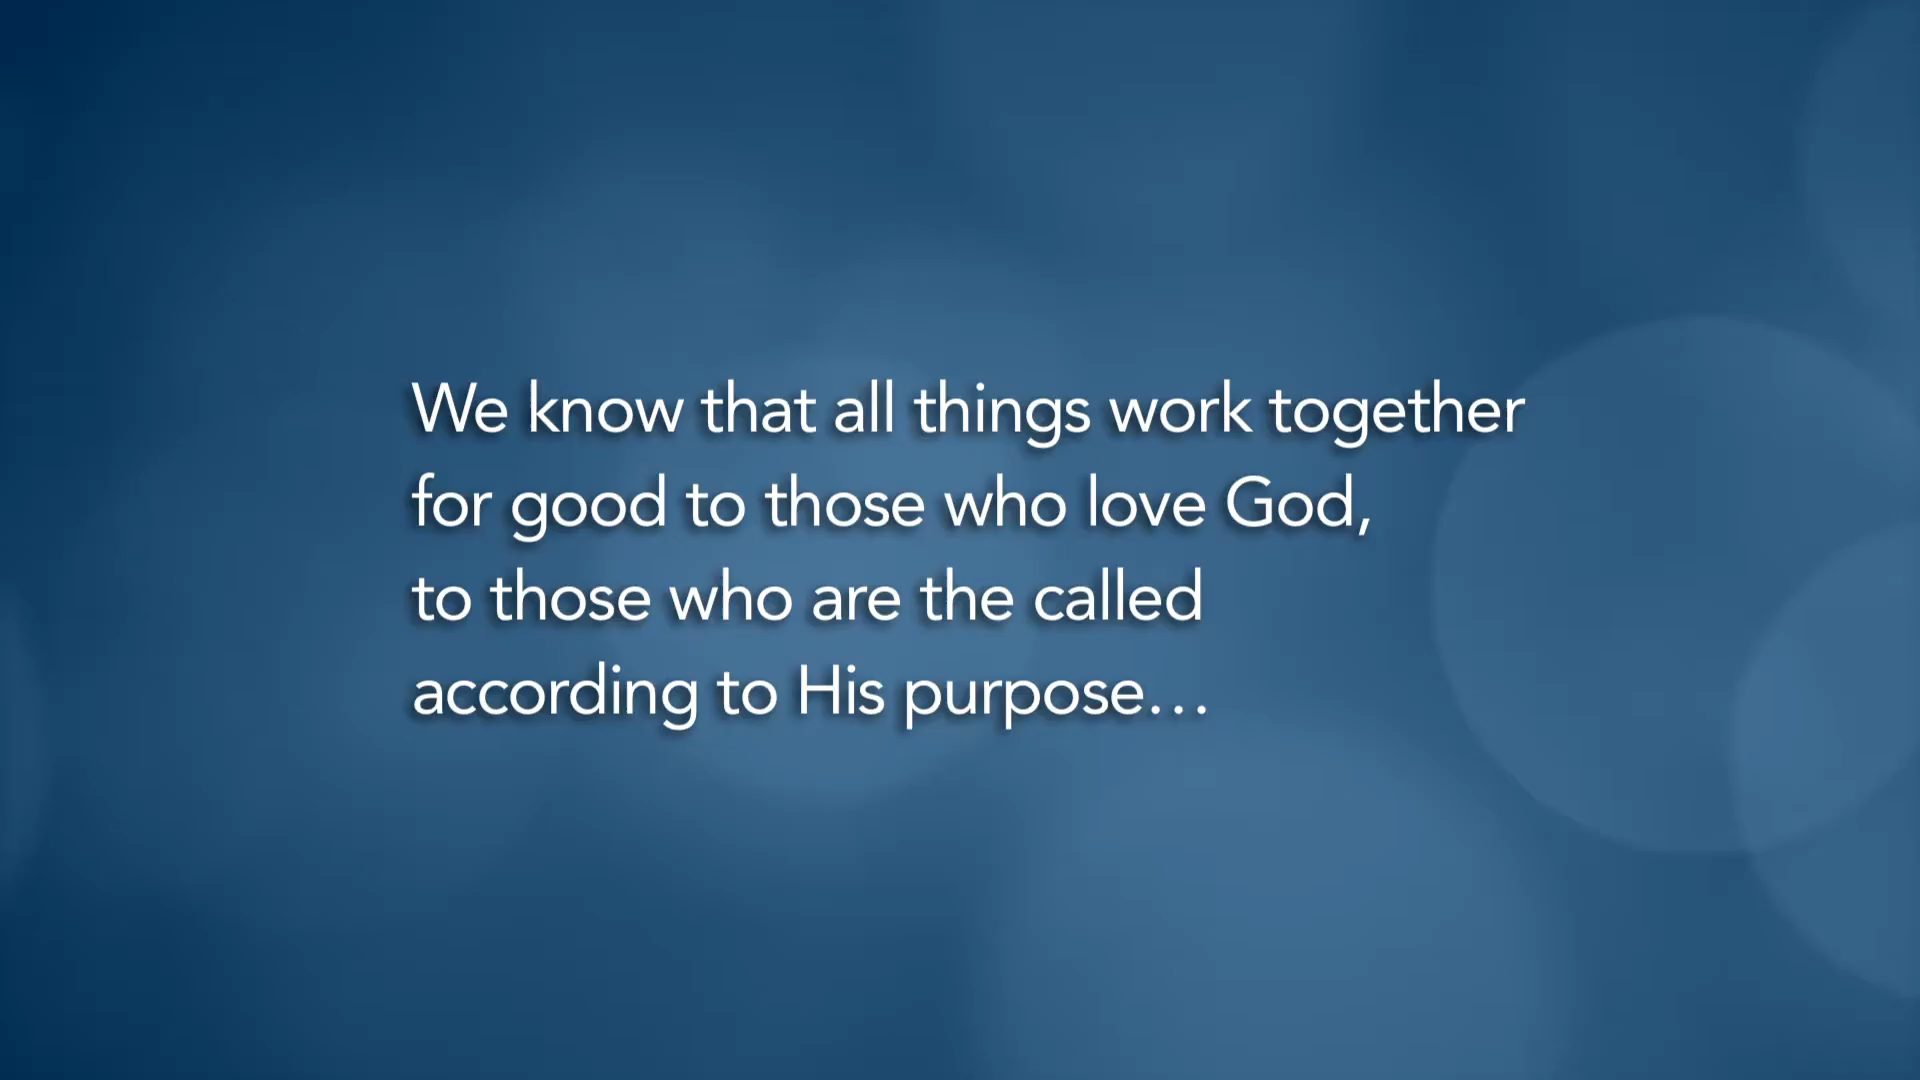 We know that all things work together
for good to those who love God,
to those who are the called
according to His purpose…